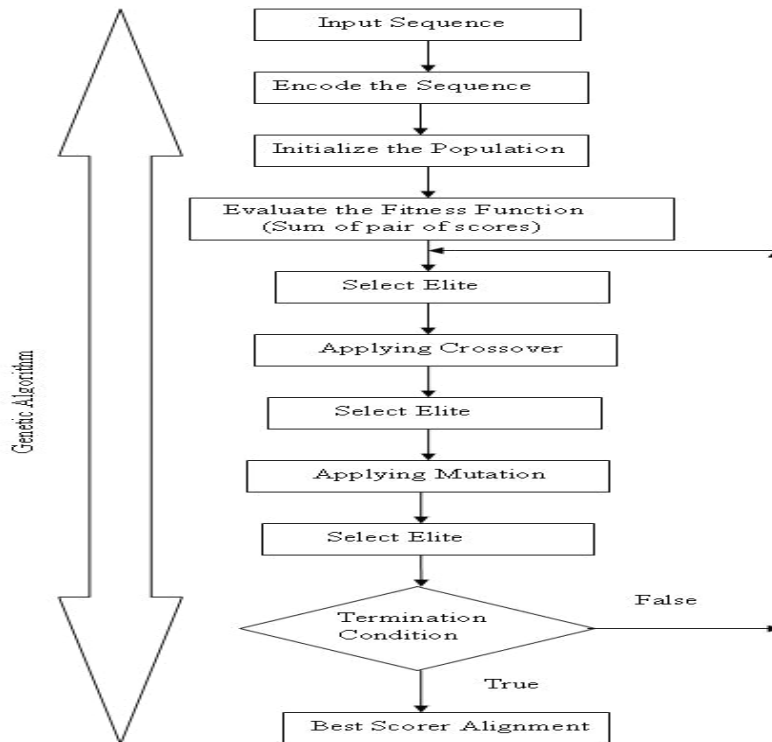 Input Sequence
Encode the Sequence
Initialize the Population
Evaluate the Fitness Function
(Sum of pair of scores)
Select Elite
Applying Crossover
Select Elite
Applying Mutation
Select Elite
Termination
Condition
False
True
Best Scorer Alignment
Genetic Algorithm